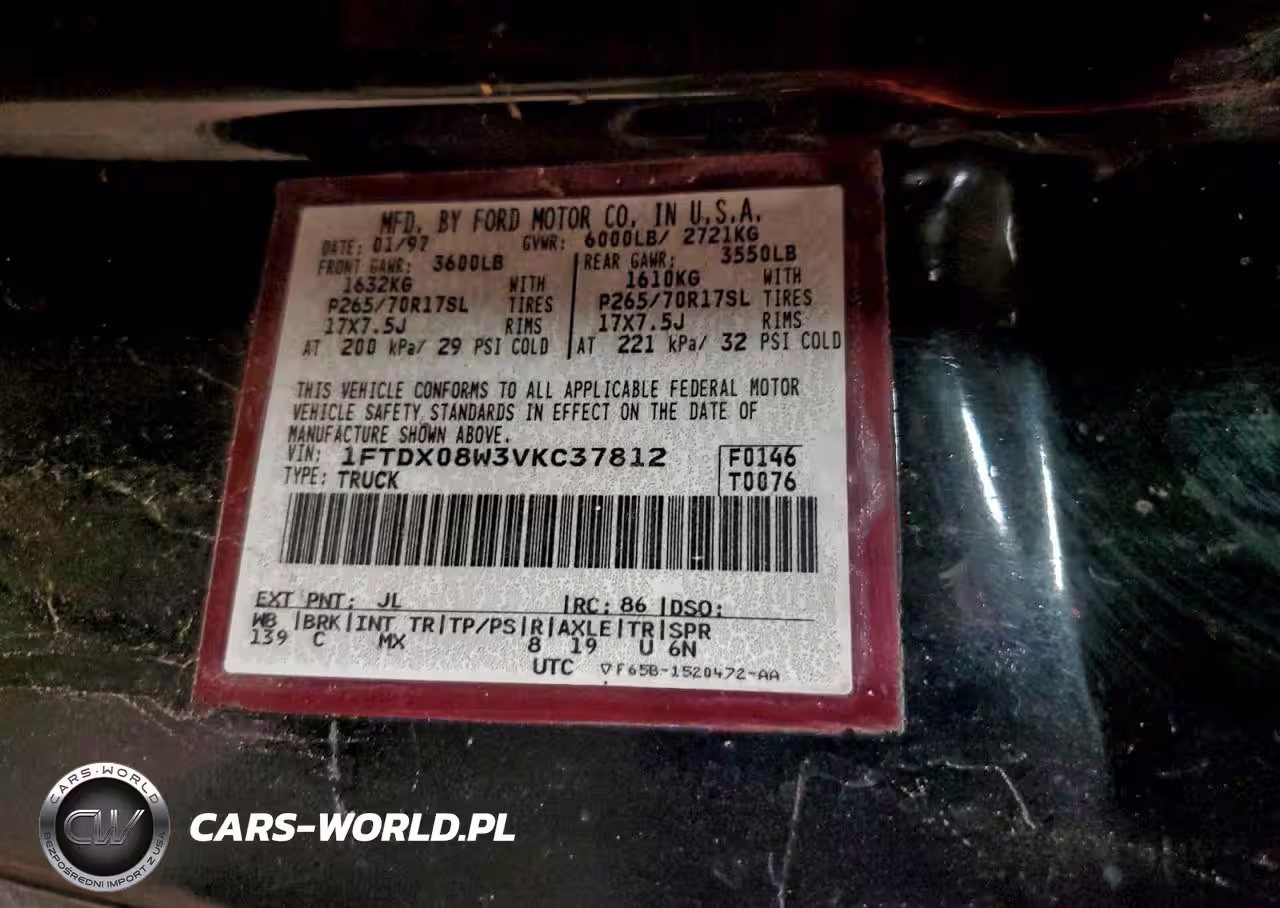 MFD. BY FORD MOTOR CO. IN U.S.A.
DATE: 01/97 GVWR: 6000LB/ 2721KG
FRONT GAWR: 3600LB REAR GAWR: 3550LB
1632KG WITH 1610KG WITH
P265/70R17SL TIRES P265/70R17SL TIRES
17X7.5J RIMS 17X7.5J RIMS
AT 200 kPa/ 29 PSI COLD AT 221 kPa/ 32 PSI COLD
THIS VEHICLE CONFORMS TO ALL APPLICABLE FEDERAL MOTOR
VEHICLE SAFETY STANDARDS IN EFFECT ON THE DATE OF
MANUFACTURE SHOWN ABOVE.
VIN: 1FTDX08W3VKC37812 F0146
TYPE: TRUCK T0076
EXT PNT: JL |RC: 86 |DSO:
WB |BRK|INT TR|TP/PS|R|AXLE|TR|SPR
139 C MX 8 19 U 6N
UTC ▽F65B-1520472-AA
CARS-WORLD
CW
BEZPOŚREDNI IMPORT Z USA
CARS-WORLD.PL